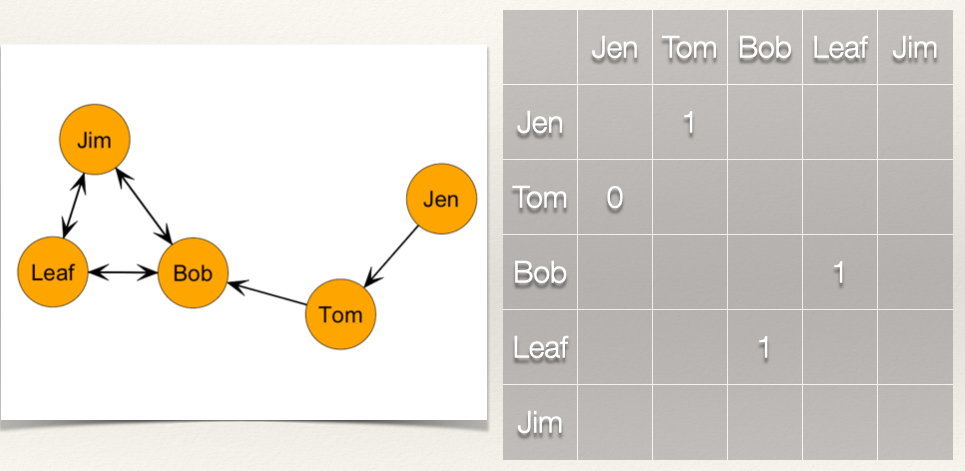 Jim
Jen
Leaf
Bob
Tom
Jen Tom Bob Leaf Jim
Jen 1
Tom 0
Bob 1
Leaf 1
Jim